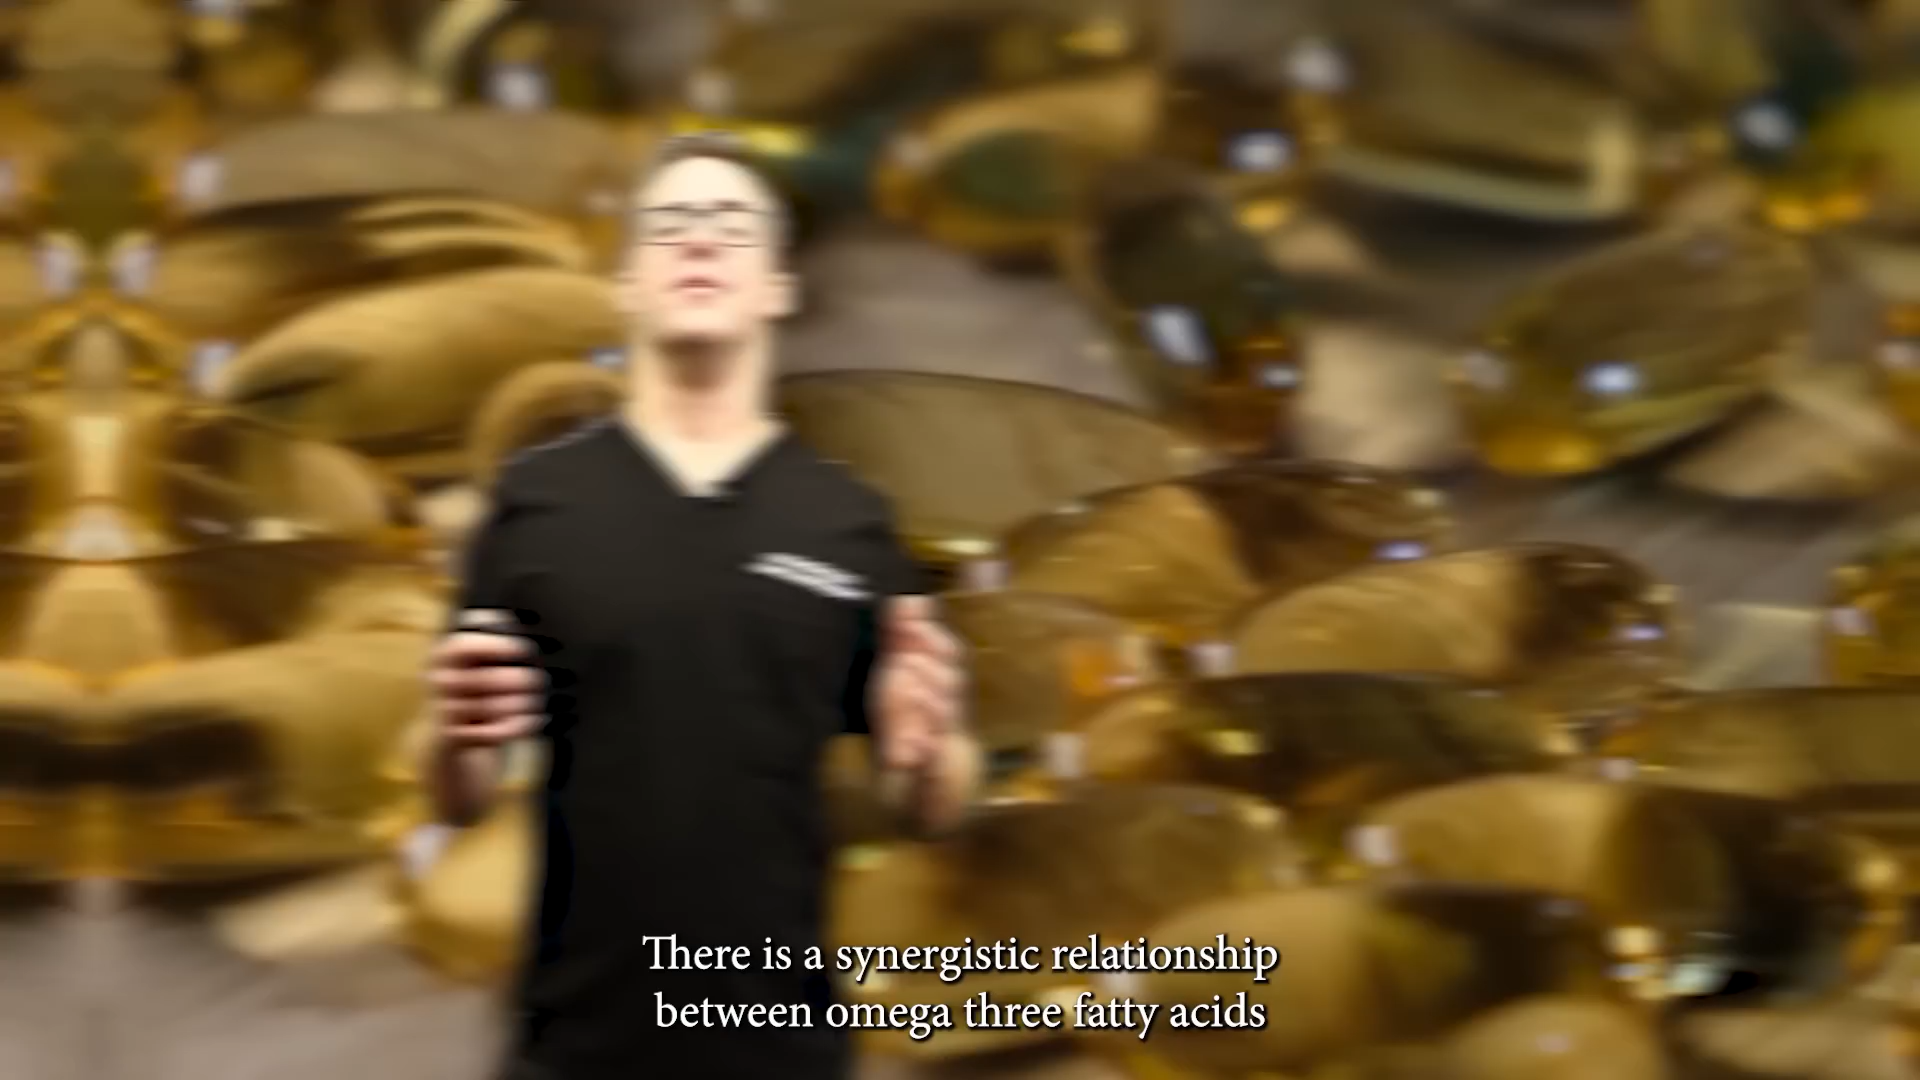 There is a synergistic relationship
between omega three fatty acids